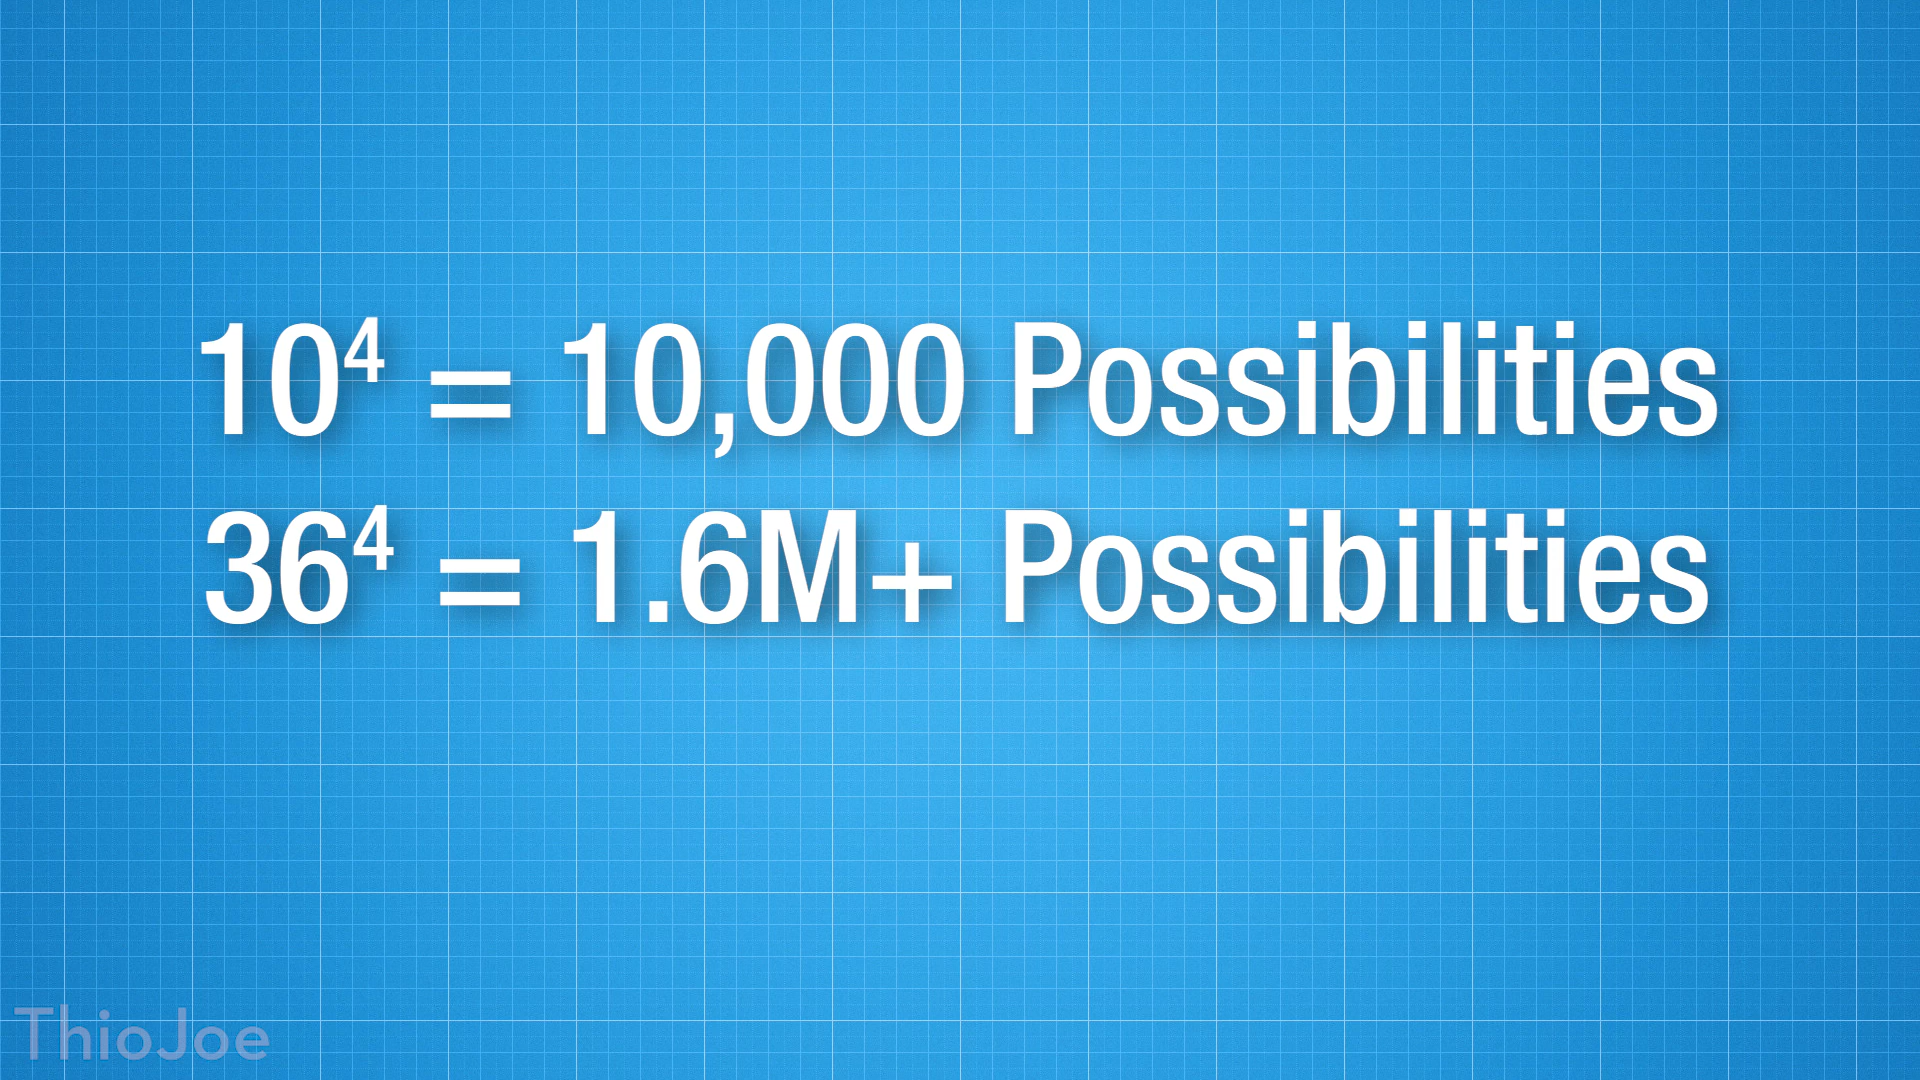 10⁴ = 10,000 Possibilities
36⁴ = 1.6M+ Possibilities
ThioJoe